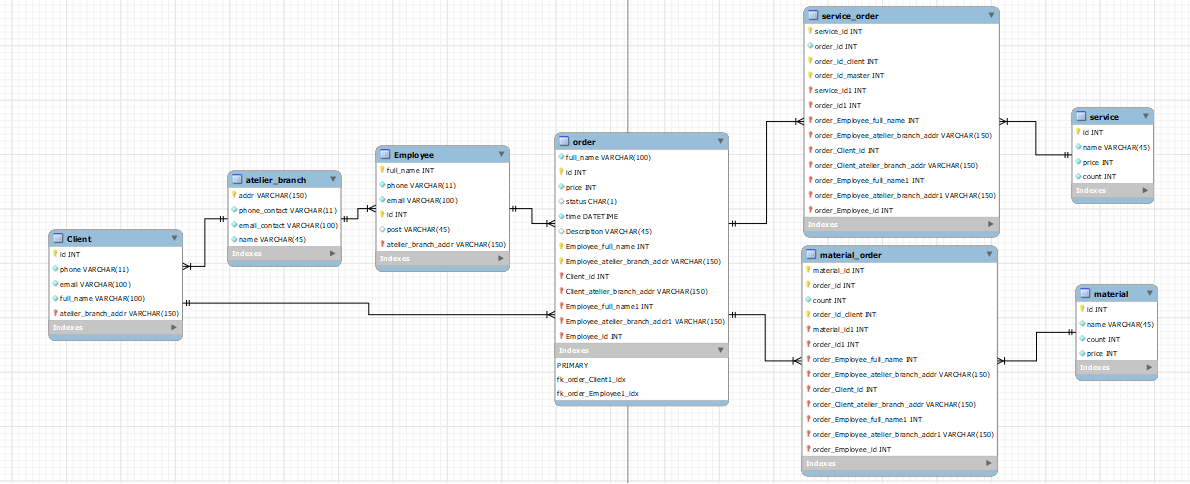 Client
id INT
phone VARCHAR(11)
email VARCHAR(100)
full_name VARCHAR(100)
atelier_branch_addr VARCHAR(150)
Indexes
atelier_branch
addr VARCHAR(150)
phone_contact VARCHAR(11)
email_contact VARCHAR(100)
name VARCHAR(45)
Indexes
Employee
full_name INT
phone VARCHAR(11)
email VARCHAR(100)
id INT
post VARCHAR(45)
atelier_branch_addr VARCHAR(150)
Indexes
order
full_name VARCHAR(100)
id INT
price INT
status CHAR(1)
time DATETIME
Description VARCHAR(45)
Employee_full_name INT
Employee_atelier_branch_addr VARCHAR(150)
Client_id INT
Client_atelier_branch_addr VARCHAR(150)
Employee_full_name1 INT
Employee_atelier_branch_addr1 VARCHAR(150)
Employee_id INT
Indexes
PRIMARY
fk_order_Client1_idx
fk_order_Employee1_idx
service_order
service_id INT
order_id INT
order_id_client INT
order_id_master INT
service_id1 INT
order_id1 INT
order_Employee_full_name INT
order_Employee_atelier_branch_addr VARCHAR(150)
order_Client_id INT
order_Client_atelier_branch_addr VARCHAR(150)
order_Employee_full_name1 INT
order_Employee_atelier_branch_addr1 VARCHAR(150)
order_Employee_id INT
Indexes
material_order
material_id INT
order_id INT
count INT
order_id_client INT
material_id1 INT
order_id1 INT
order_Employee_full_name INT
order_Employee_atelier_branch_addr VARCHAR(150)
order_Client_id INT
order_Client_atelier_branch_addr VARCHAR(150)
order_Employee_full_name1 INT
order_Employee_atelier_branch_addr1 VARCHAR(150)
order_Employee_id INT
Indexes
service
id INT
name VARCHAR(45)
price INT
count INT
Indexes
material
id INT
name VARCHAR(45)
count INT
price INT
Indexes